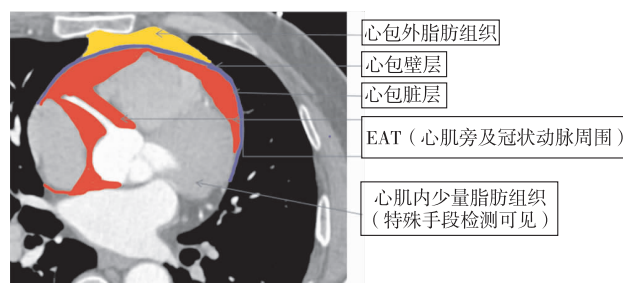 心包外脂肪组织
心包壁层
心包脏层
EAT（心肌旁及冠状动脉周围）
心肌内少量脂肪组织
（特殊手段检测可见）